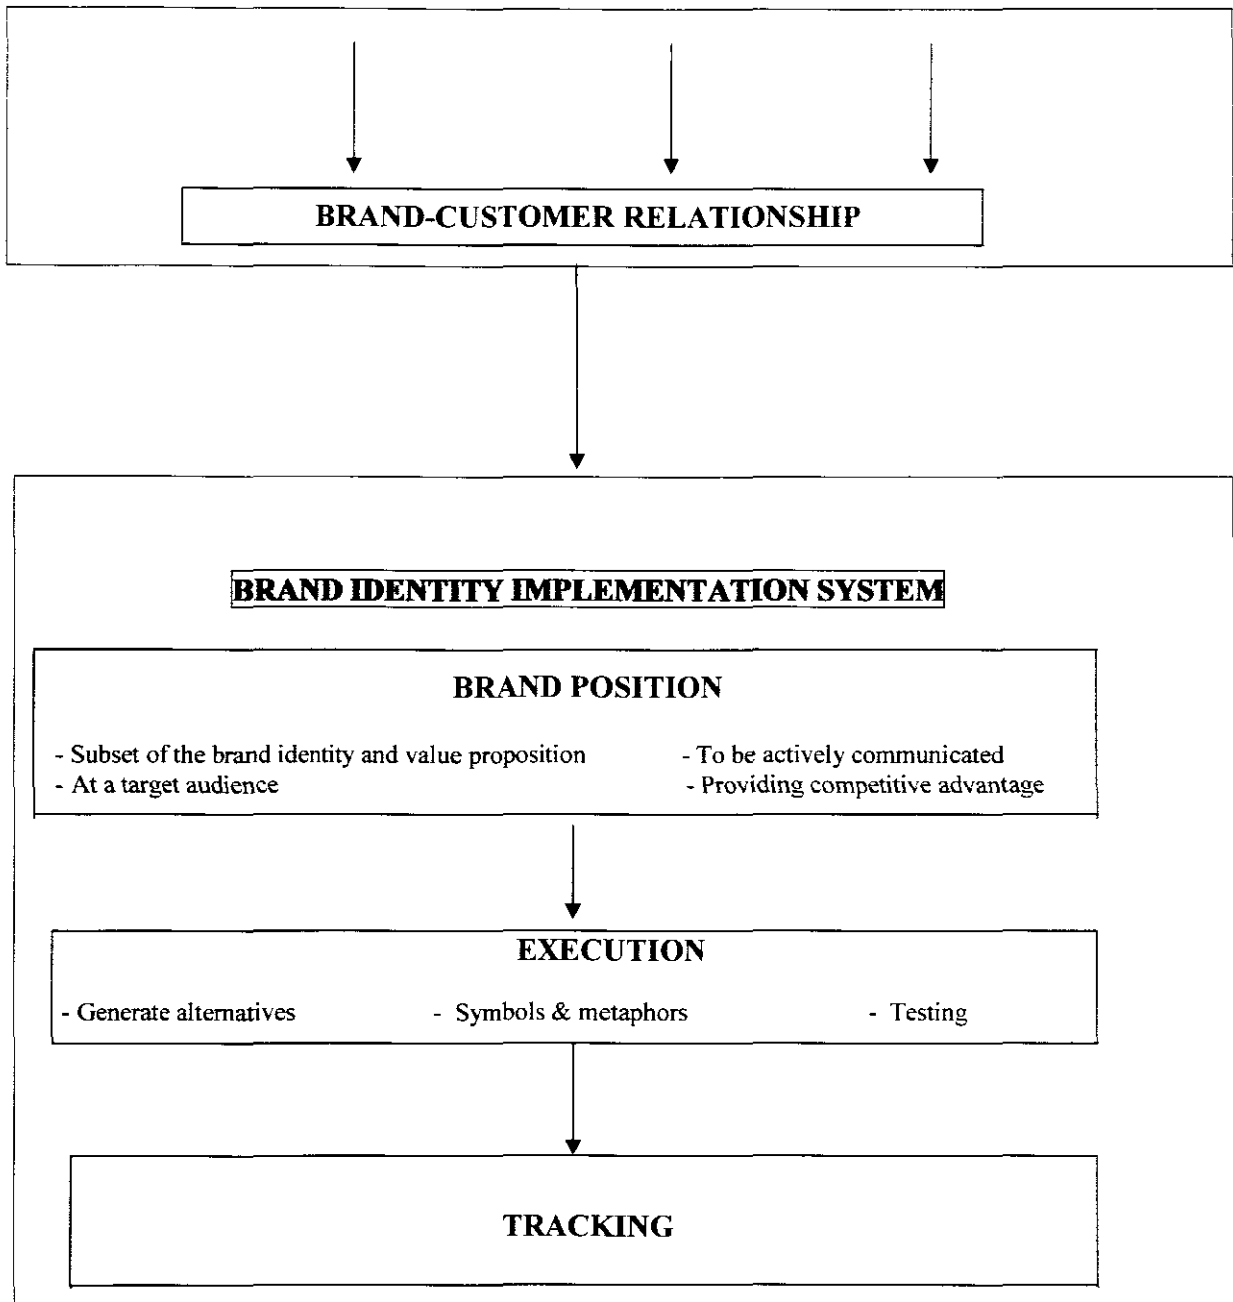 BRAND-CUSTOMER RELATIONSHIP
BRAND IDENTITY IMPLEMENTATION SYSTEM
BRAND POSITION
- Subset of the brand identity and value proposition - To be actively communicated
- At a target audience - Providing competitive advantage
EXECUTION
- Generate alternatives - Symbols & metaphors - Testing
TRACKING